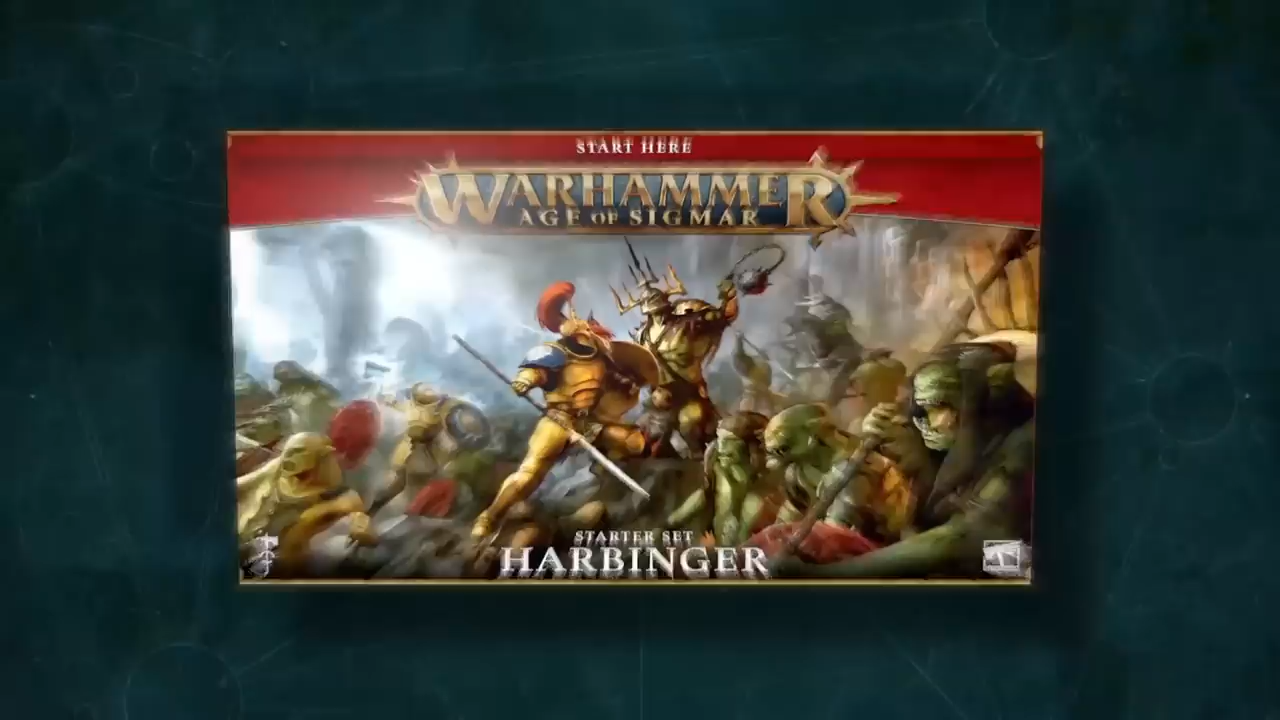 START HERE
WARHAMMER
AGE OF SIGMAR
STARTER SET
HARBINGER